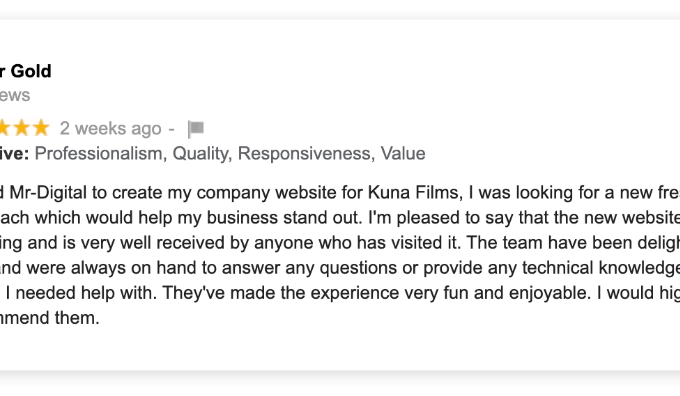 r Gold
ews
2 weeks ago -
ive: Professionalism, Quality, Responsiveness, Value
d Mr-Digital to create my company website for Kuna Films, I was looking for a new fre
ach which would help my business stand out. I'm pleased to say that the new website
ing and is very well received by anyone who has visited it. The team have been deligh
nd were always on hand to answer any questions or provide any technical knowledge
I needed help with. They've made the experience very fun and enjoyable. I would hig
mmend them.